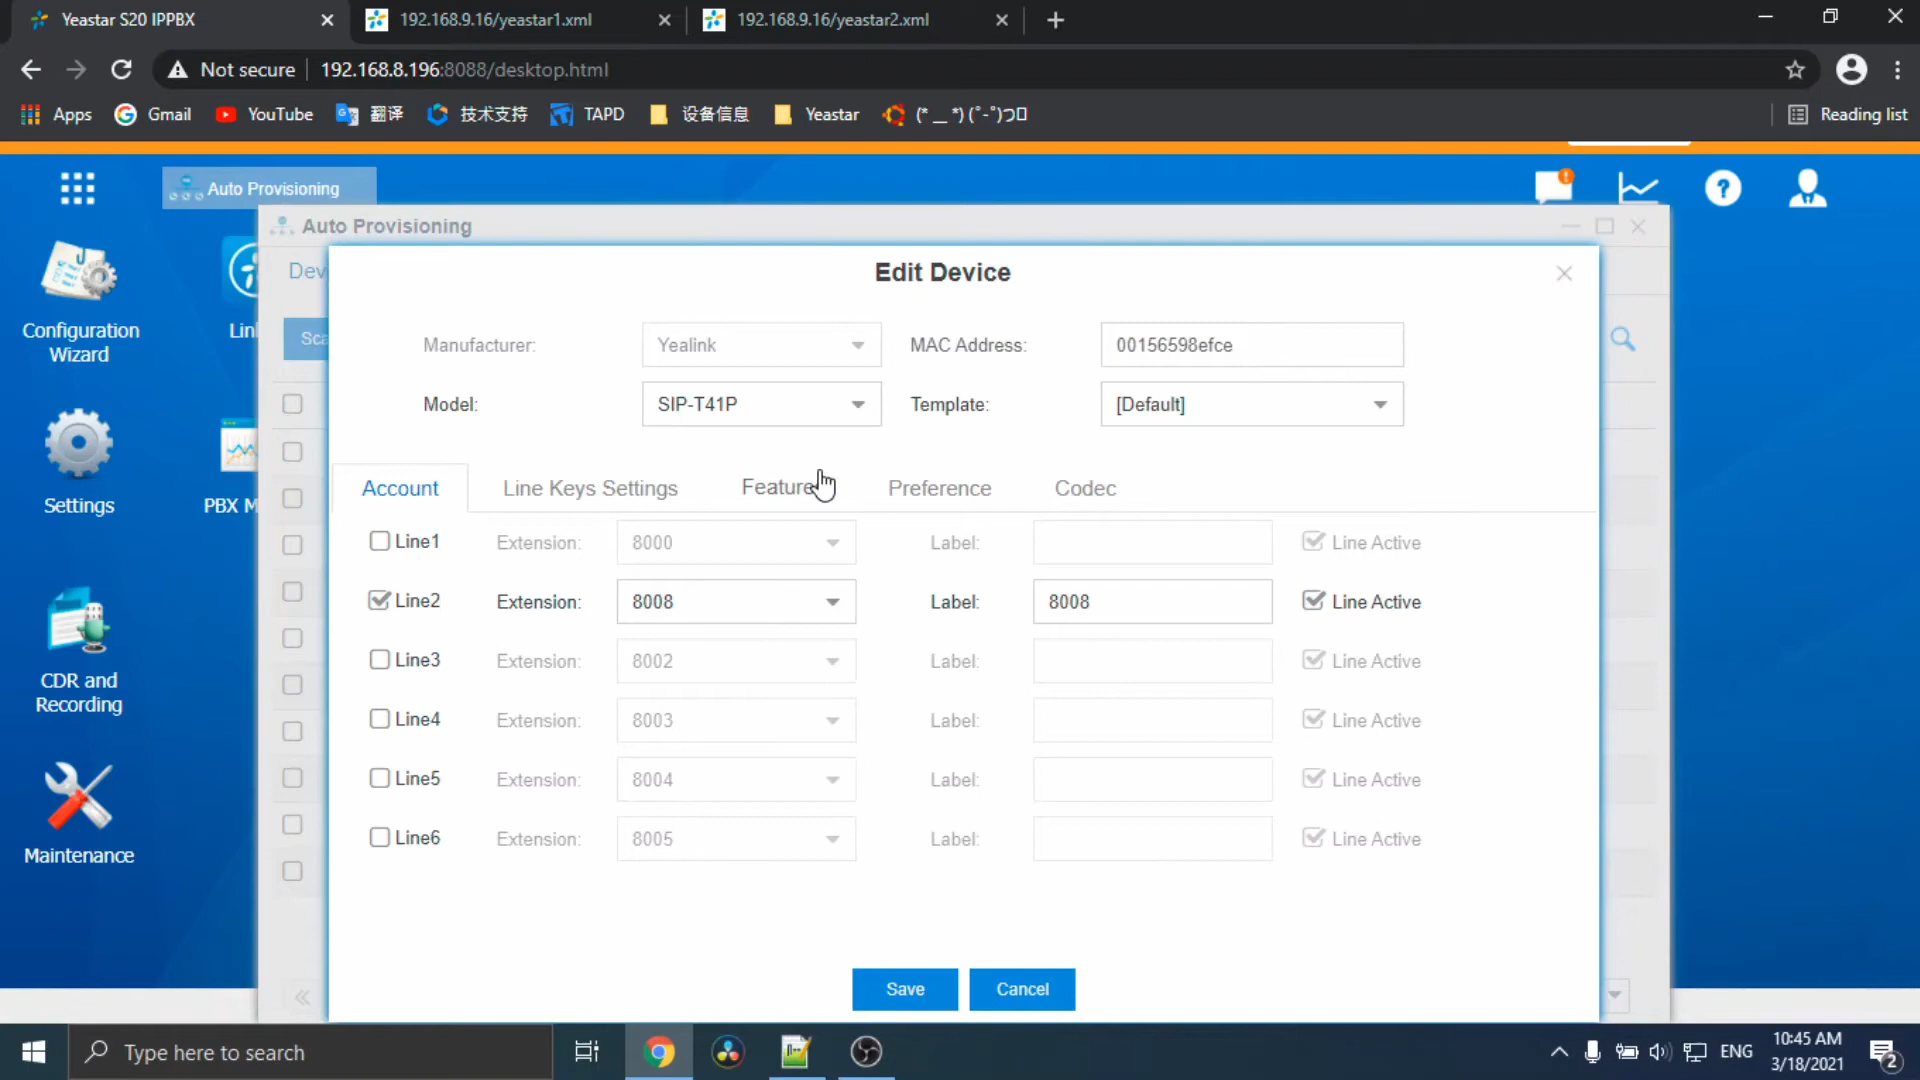 Yeastar S20 IPPBX
192.168.9.16/yeastar1.xml
192.168.9.16/yeastar2.xml
Not secure
192.168.8.196:8088/desktop.html
Apps
Gmail
YouTube
翻译
技术支持
TAPD
设备信息
Yeastar
Reading list
Auto Provisioning
Auto Provisioning
Edit Device
Manufacturer:
Yealink
MAC Address:
00156598efce
Model:
SIP-T41P
Template:
[Default]
Account
Line Keys Settings
Preference
Codec
Line1
Extension:
8000
Label:
Line Active
Line2
Extension:
8008
Label:
8008
Line Active
Line3
Extension:
8002
Label:
Line Active
Line4
Extension:
8003
Label:
Line Active
Line5
Extension:
8004
Label:
Line Active
Line6
Extension:
8005
Label:
Line Active
Save
Cancel
Configuration
Wizard
Settings
CDR and
Recording
Maintenance
Type here to search
ENG
10:45 AM
3/18/2021
2